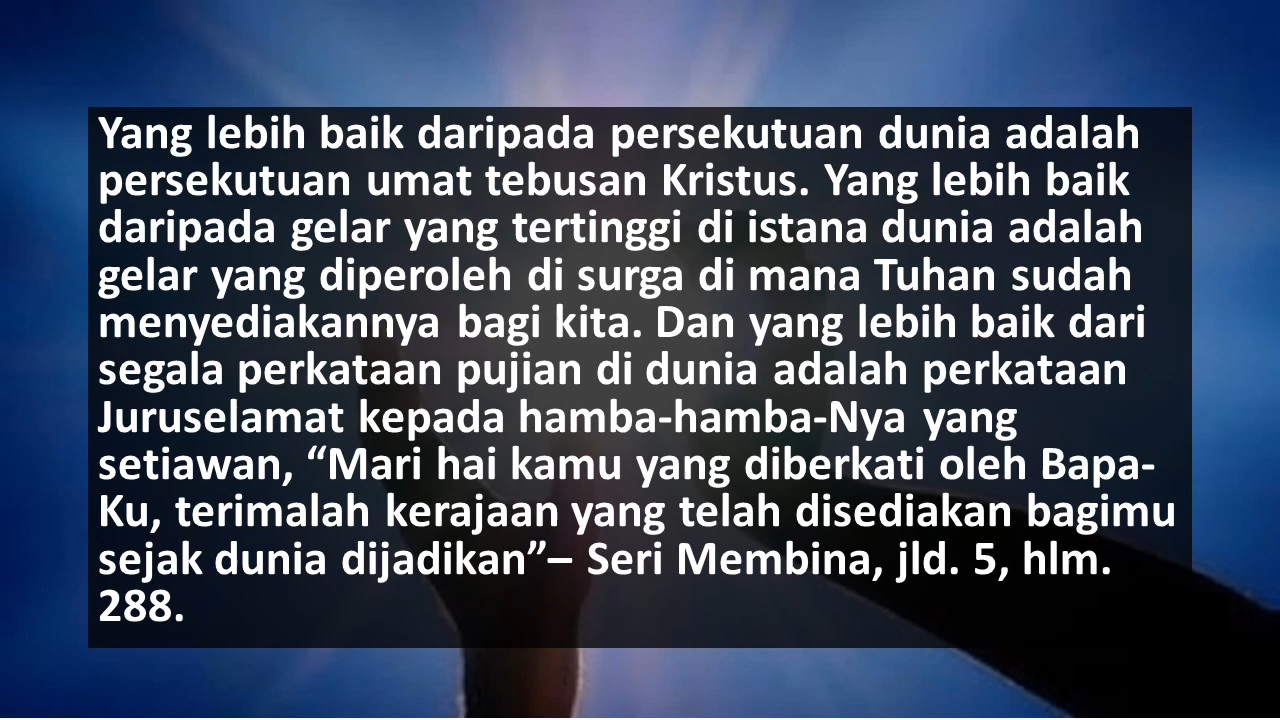 Yang lebih baik daripada persekutuan dunia adalah
persekutuan umat tebusan Kristus. Yang lebih baik
daripada gelar yang tertinggi di istana dunia adalah
gelar yang diperoleh di surga di mana Tuhan sudah
menyediakannya bagi kita. Dan yang lebih baik dari
segala perkataan pujian di dunia adalah perkataan
Juruselamat kepada hamba-hamba-Nya yang
setiawan, “Mari hai kamu yang diberkati oleh Bapa-
Ku, terimalah kerajaan yang telah disediakan bagimu
sejak dunia dijadikan”– Seri Membina, jld. 5, hlm.
288.